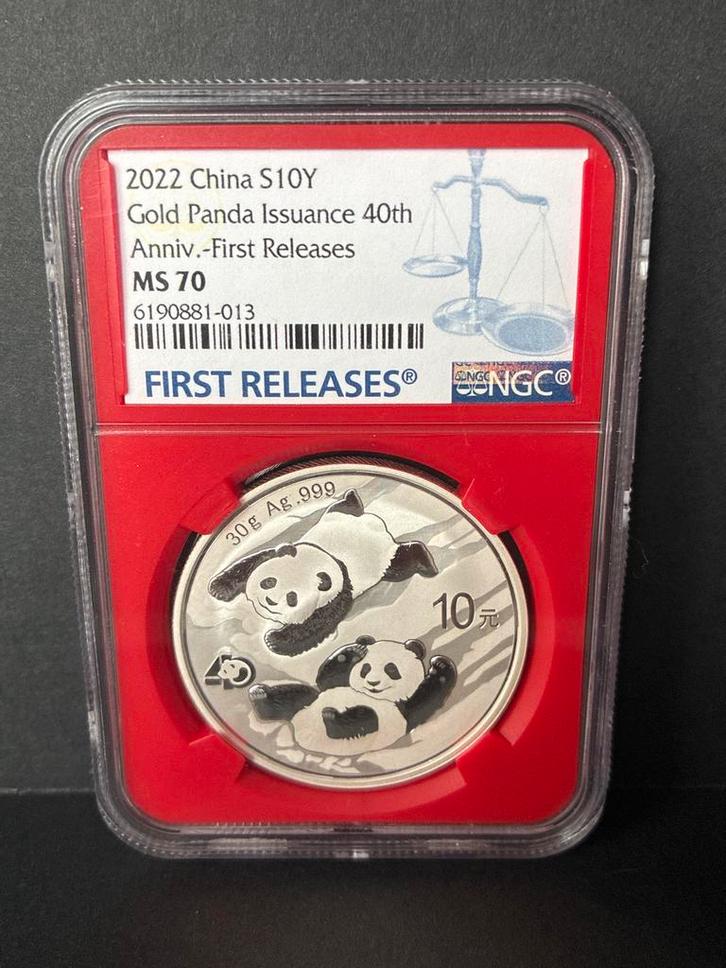 2022 China S10Y
Gold Panda Issuance 40th
Anniv.-First Releases
MS 70
6190881-013
FIRST RELEASES®
NGC®
NGC
30g Ag .999
10元
40